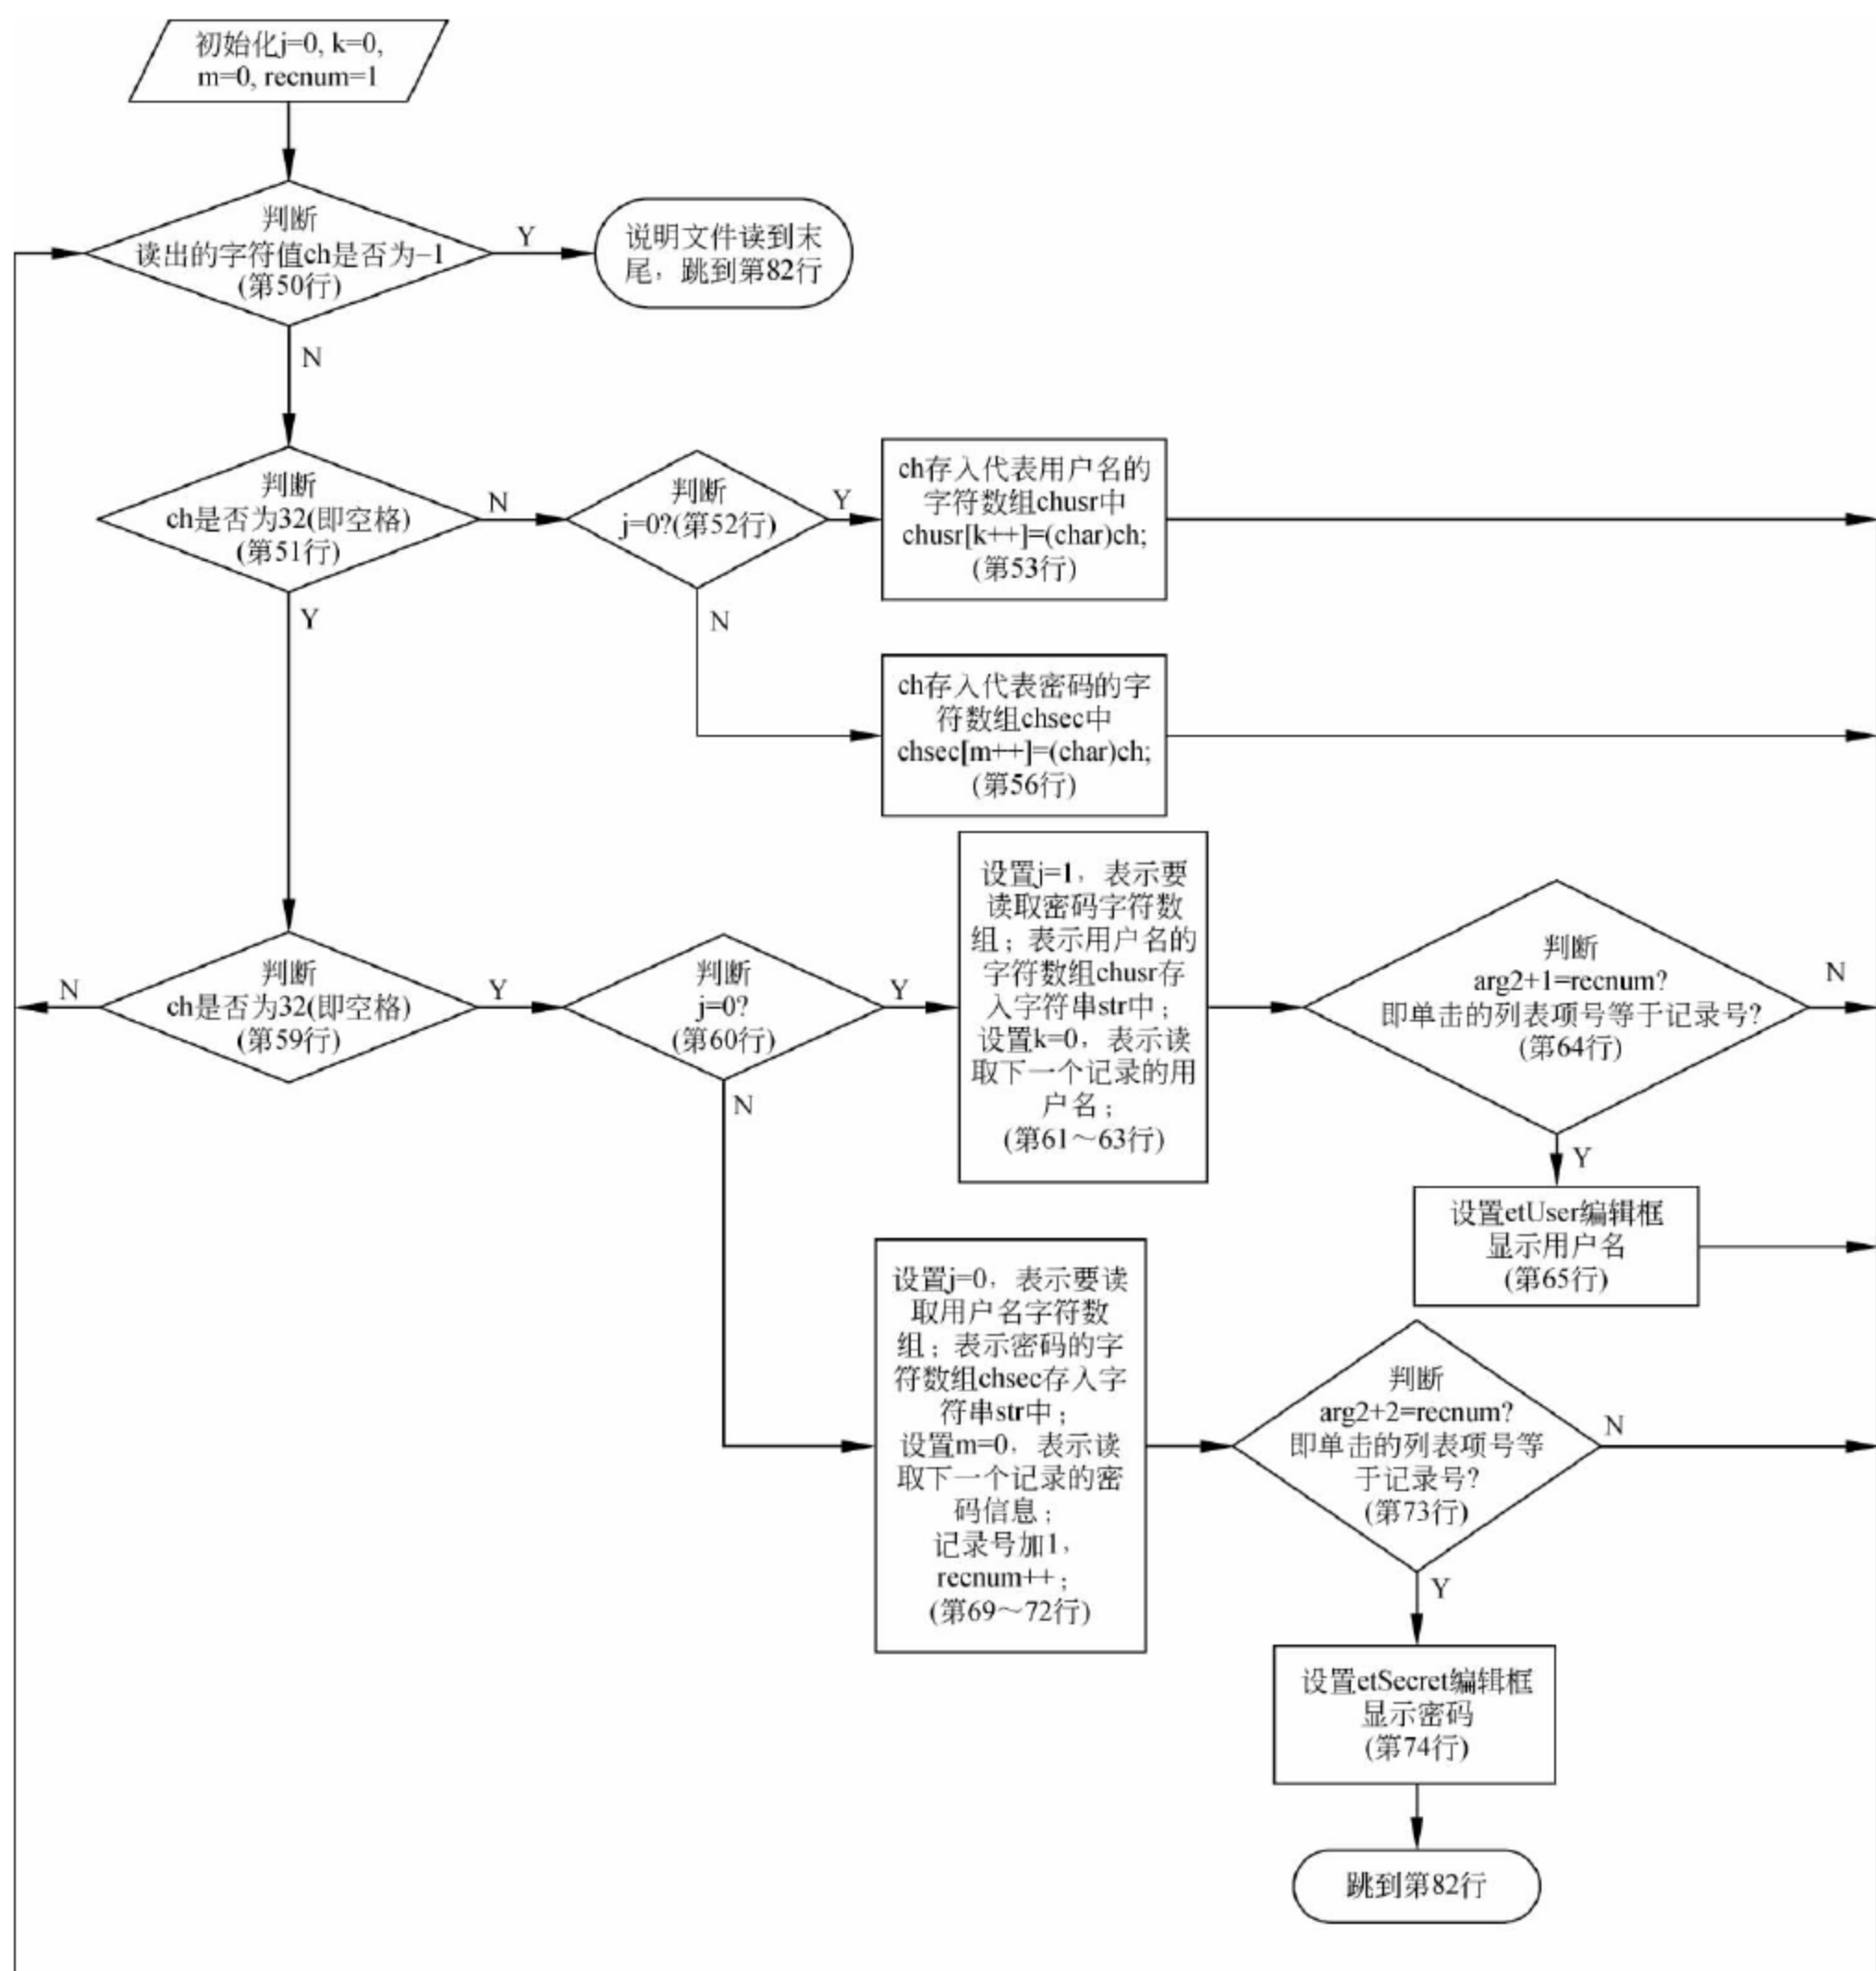 初始化j=0, k=0,
m=0, recnum=1
判断
读出的字符值ch是否为–1
(第50行)
Y
说明文件读到末
尾，跳到第82行
N
判断
ch是否为32(即空格)
(第51行)
N
判断
j=0?(第52行)
Y
ch存入代表用户名的
字符数组chusr中
chusr[k++]=(char)ch;
(第53行)
Y
N
ch存入代表密码的字
符数组chsec中
chsec[m++]=(char)ch;
(第56行)
N
判断
ch是否为32(即空格)
(第59行)
Y
判断
j=0?
(第60行)
Y
设置j=1，表示要
读取密码字符数
组；表示用户名的
字符数组chusr存
入字符串str中；
设置k=0，表示读
取下一个记录的用
户名；
(第61～63行)
判断
arg2+1=recnum?
即单击的列表项号等于记录号?
(第64行)
N
Y
设置etUser编辑框
显示用户名
(第65行)
N
设置j=0，表示要读
取用户名字符数
组；表示密码的字
符数组chsec存入字
符串str中；
设置m=0，表示读
取下一个记录的密
码信息；
记录号加1，
recnum++；
(第69～72行)
判断
arg2+2=recnum?
即单击的列表项号等
于记录号?
(第73行)
N
Y
设置etSecret编辑框
显示密码
(第74行)
跳到第82行